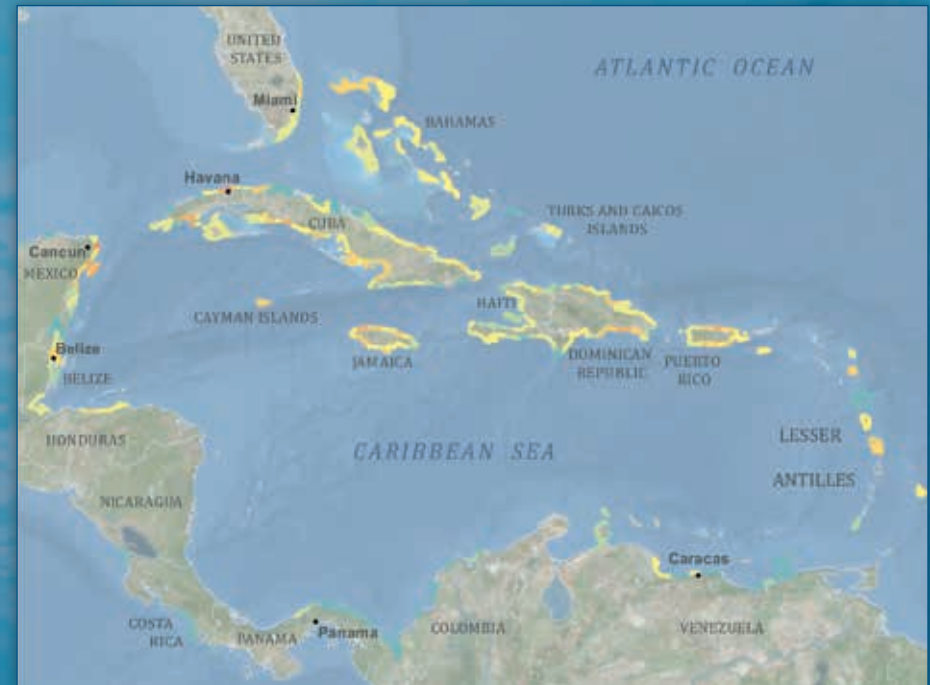 UNITED
STATES
Miami
ATLANTIC OCEAN
BAHAMAS
Havana
CUBA
TURKS AND CAICOS
ISLANDS
Cancun
MEXICO
CAYMAN ISLANDS
HAITI
JAMAICA
DOMINICAN
REPUBLIC
PUERTO
RICO
Belize
BELIZE
HONDURAS
CARIBBEAN SEA
LESSER
ANTILLES
NICARAGUA
Caracas
COSTA
RICA
PANAMA
Panama
COLOMBIA
VENEZUELA